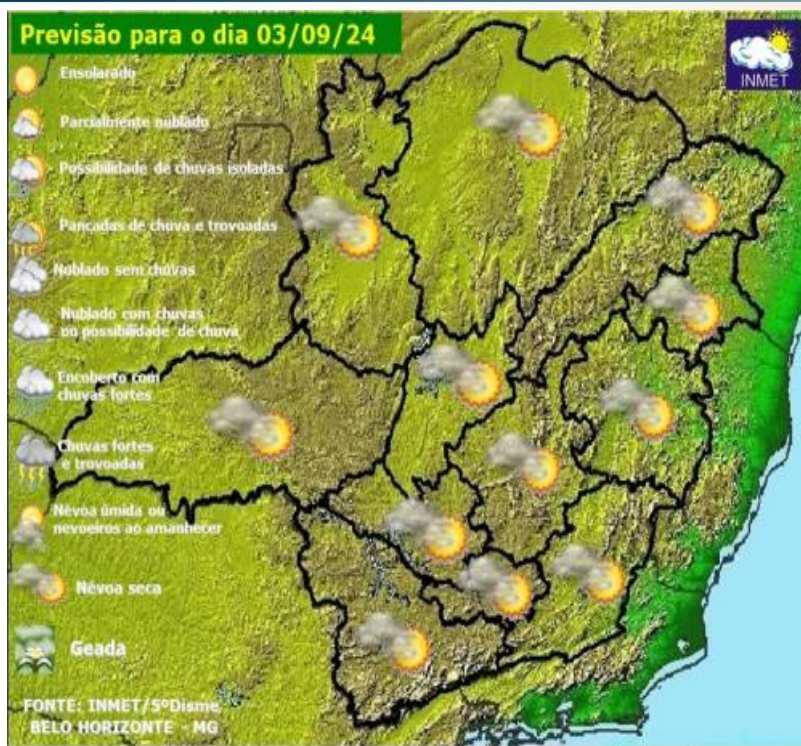 Previsão para o dia 03/09/24
INMET
Ensolarado
Parcialmente nublado
Possibilidade de chuvas isoladas
Pancadas de chuva e trovoadas
Noblado sem chuvas
Nublado com chuvas
ou possibilidade de chuva
Encoberto com
chuvas fortes
Chuvas fortes
e trovoadas
Névoa úmida ou
nevoeiros ao amanhecer
Névoa seca
Geada
FONTE: INMET/5ºDisme
BELO HORIZONTE - MG